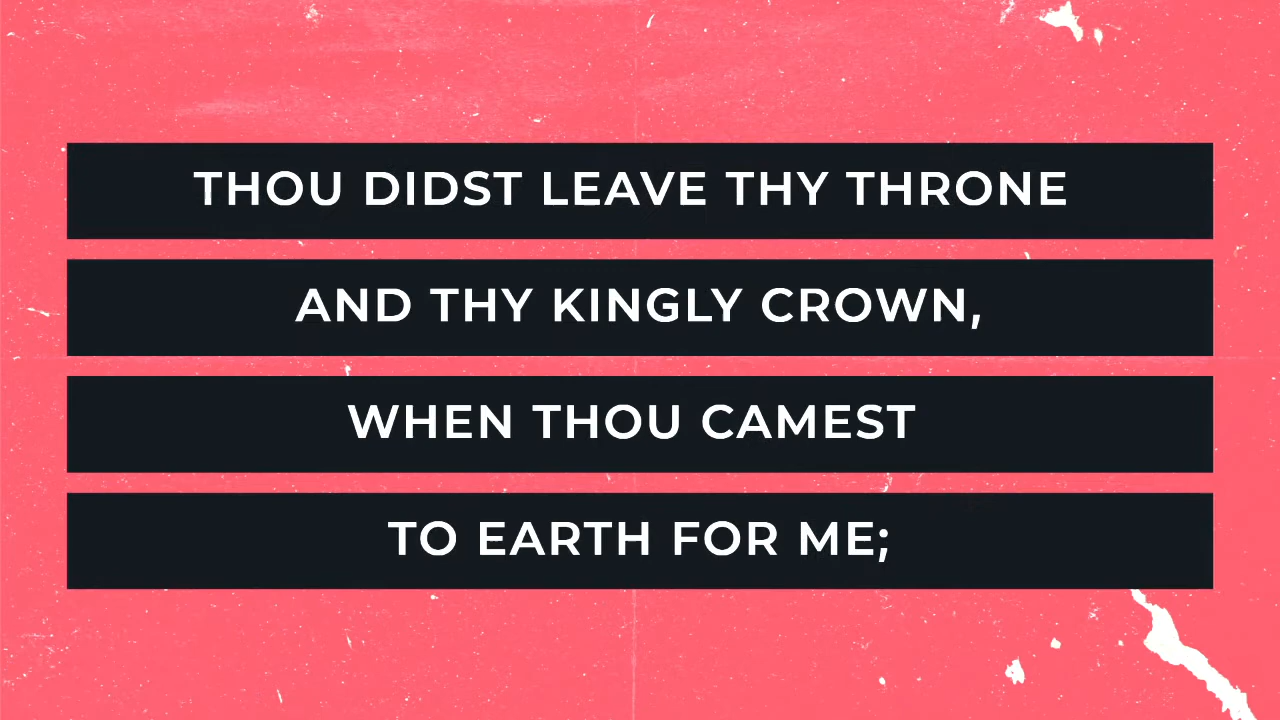 THOU DIDST LEAVE THY THRONE
AND THY KINGLY CROWN,
WHEN THOU CAMEST
TO EARTH FOR ME;